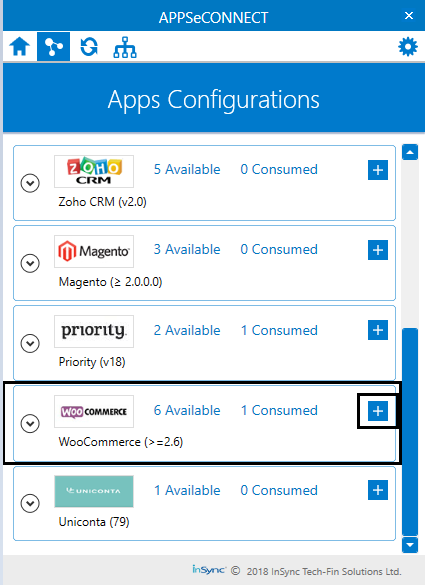 APPSeCONNECT
Apps Configurations
ZOHO
CRM
5 Available 0 Consumed
Zoho CRM (v2.0)
Magento
3 Available 0 Consumed
Magento (≥ 2.0.0.0)
priority
2 Available 1 Consumed
Priority (v18)
WOO COMMERCE
6 Available 1 Consumed
WooCommerce (>=2.6)
UNICONTA
1 Available 0 Consumed
Uniconta (79)
inSync © 2018 InSync Tech-Fin Solutions Ltd.